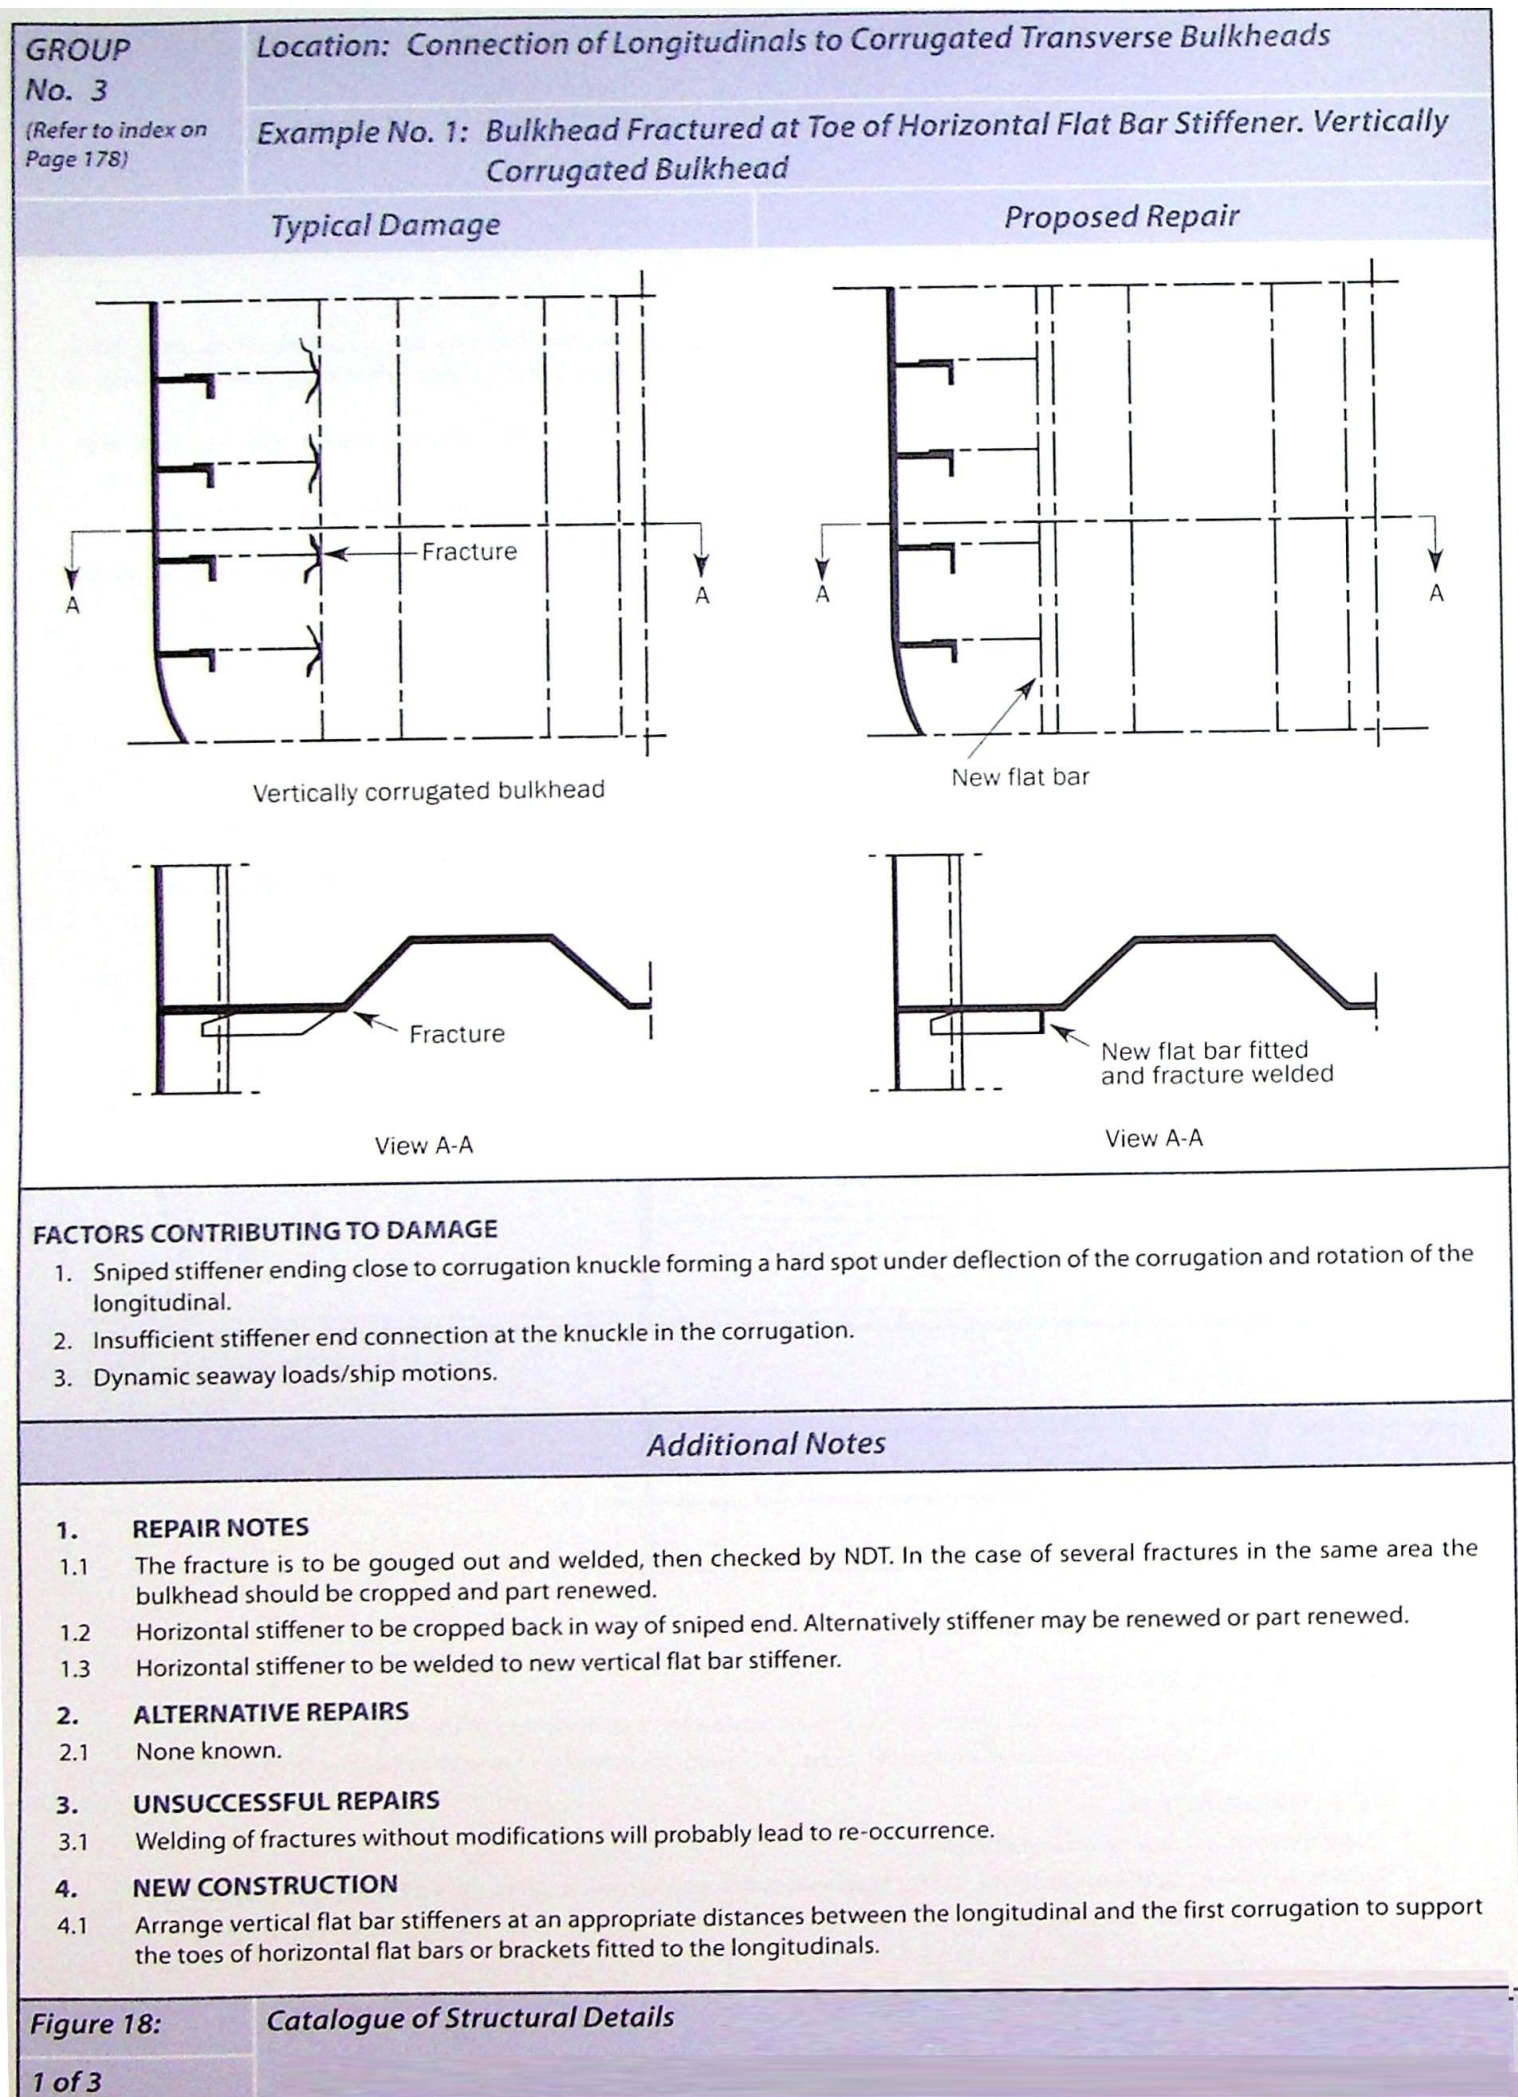 GROUP
No. 3
(Refer to index on
Page 178)
Location: Connection of Longitudinals to Corrugated Transverse Bulkheads
Example No. 1: Bulkhead Fractured at Toe of Horizontal Flat Bar Stiffener. Vertically
Corrugated Bulkhead
Typical Damage
Proposed Repair
Fracture
A
A
Vertically corrugated bulkhead
A
A
New flat bar
Fracture
View A-A
New flat bar fitted
and fracture welded
View A-A
FACTORS CONTRIBUTING TO DAMAGE
1. Sniped stiffener ending close to corrugation knuckle forming a hard spot under deflection of the corrugation and rotation of the
longitudinal.
2. Insufficient stiffener end connection at the knuckle in the corrugation.
3. Dynamic seaway loads/ship motions.
Additional Notes
1. REPAIR NOTES
1.1 The fracture is to be gouged out and welded, then checked by NDT. In the case of several fractures in the same area the
bulkhead should be cropped and part renewed.
1.2 Horizontal stiffener to be cropped back in way of sniped end. Alternatively stiffener may be renewed or part renewed.
1.3 Horizontal stiffener to be welded to new vertical flat bar stiffener.
2. ALTERNATIVE REPAIRS
2.1 None known.
3. UNSUCCESSFUL REPAIRS
3.1 Welding of fractures without modifications will probably lead to re-occurrence.
4. NEW CONSTRUCTION
4.1 Arrange vertical flat bar stiffeners at an appropriate distances between the longitudinal and the first corrugation to support
the toes of horizontal flat bars or brackets fitted to the longitudinals.
Figure 18:
Catalogue of Structural Details
1 of 3